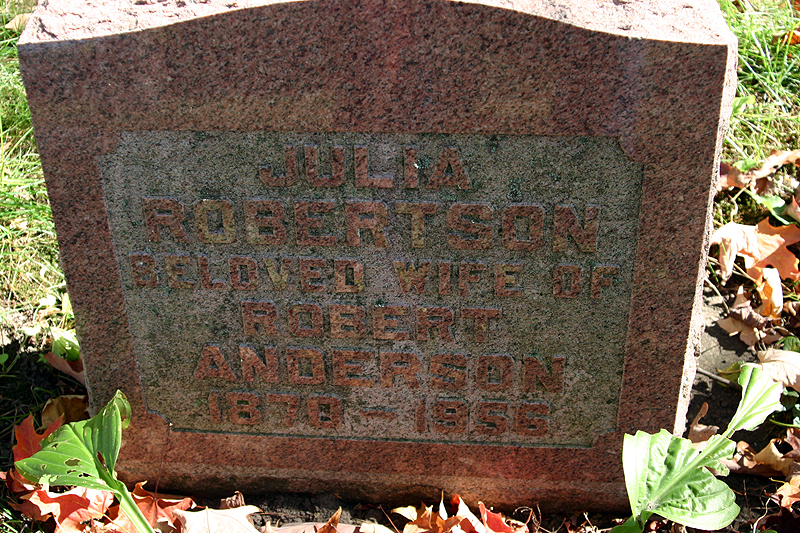 JULIA
ROBERTSON
BELOVED WIFE OF
ROBERT
ANDERSON
1870 - 1956